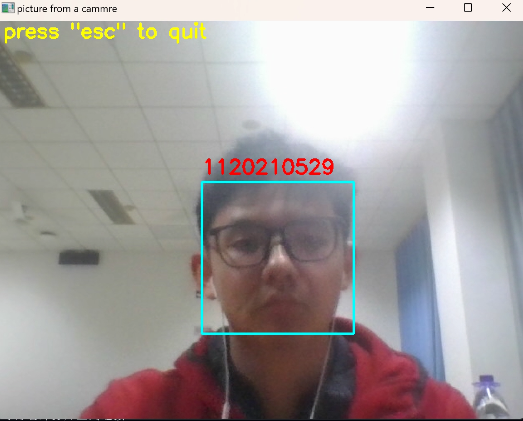 picture from a cammre
press "esc" to quit
1120210529